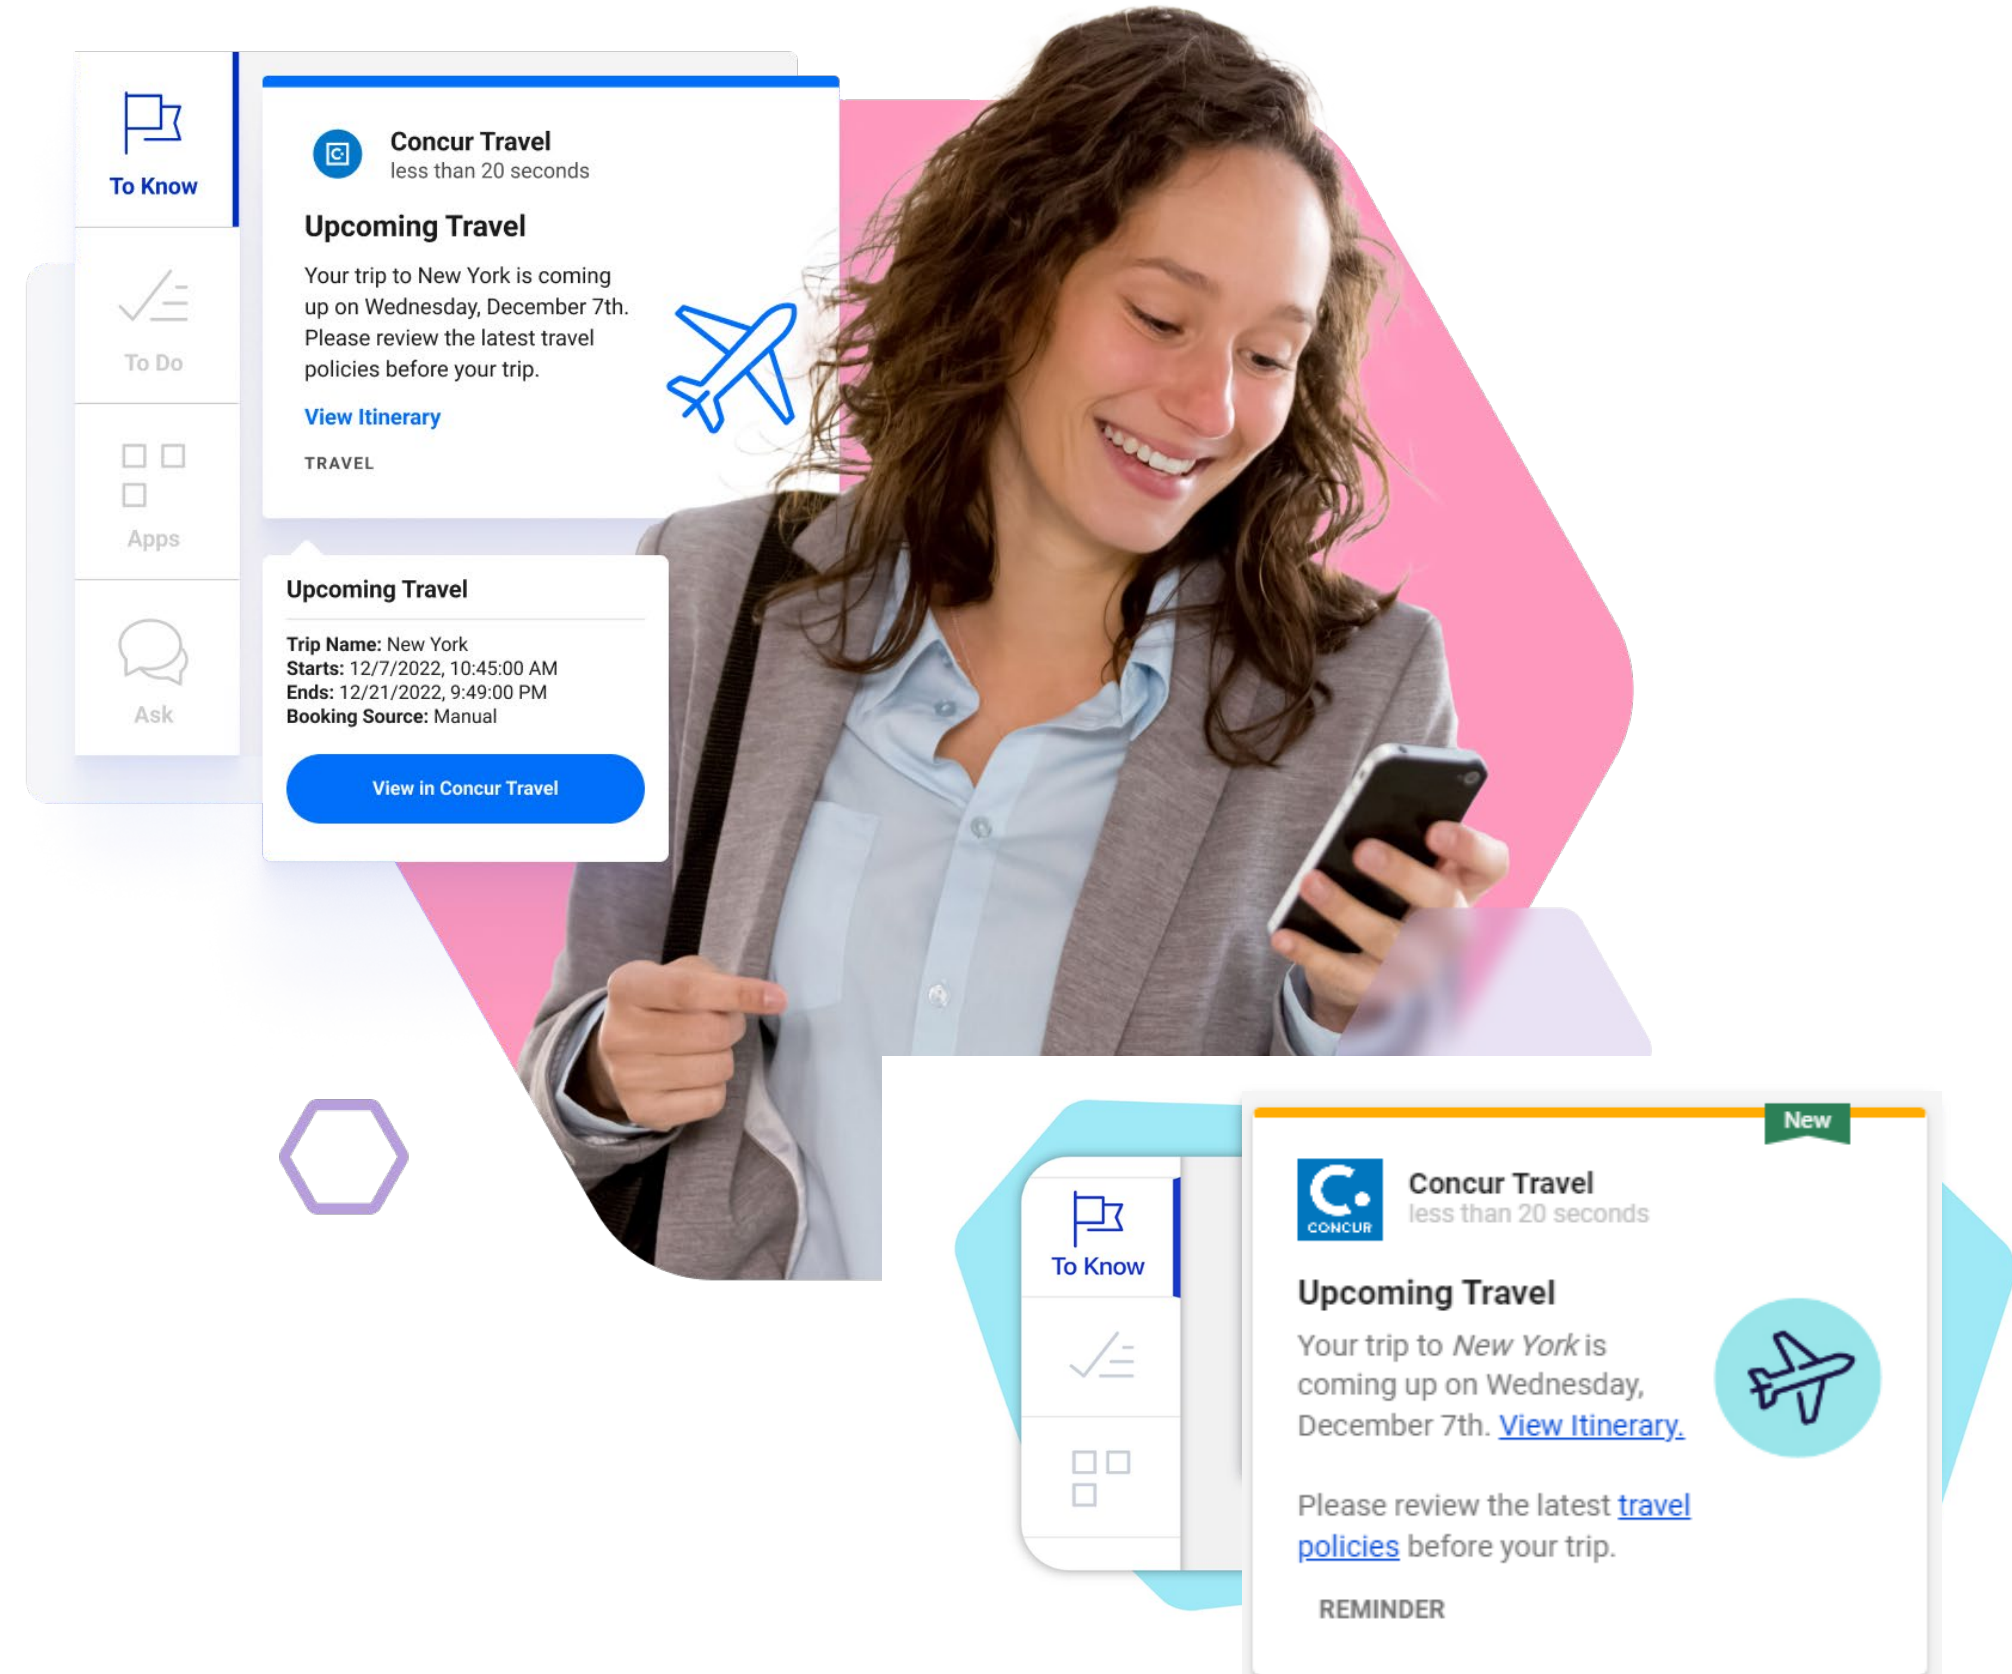 To Know
To Do
Apps
Ask
Concur Travel
less than 20 seconds
Upcoming Travel
Your trip to New York is coming
up on Wednesday, December 7th.
Please review the latest travel
policies before your trip.
View Itinerary
TRAVEL
Upcoming Travel
Trip Name: New York
Starts: 12/7/2022, 10:45:00 AM
Ends: 12/21/2022, 9:49:00 PM
Booking Source: Manual
View in Concur Travel
To Know
New
C.
CONCUR
Concur Travel
less than 20 seconds
Upcoming Travel
Your trip to New York is
coming up on Wednesday,
December 7th. View Itinerary.
Please review the latest travel
policies before your trip.
REMINDER